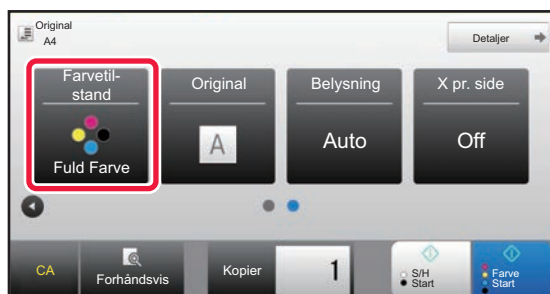 Original
A4
Detaljer
Farvetil-
stand
Fuld Farve
Original
A
Belysning
Auto
X pr. side
Off
CA
Forhåndsvis
Kopier
1
S/H
Start
Farve
Start